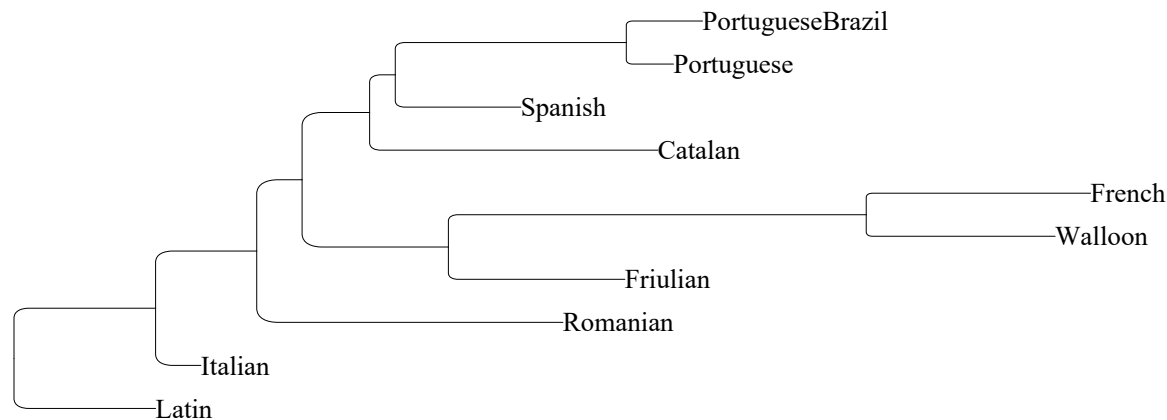 PortugueseBrazil
Portuguese
Spanish
Catalan
French
Walloon
Friulian
Romanian
Italian
Latin